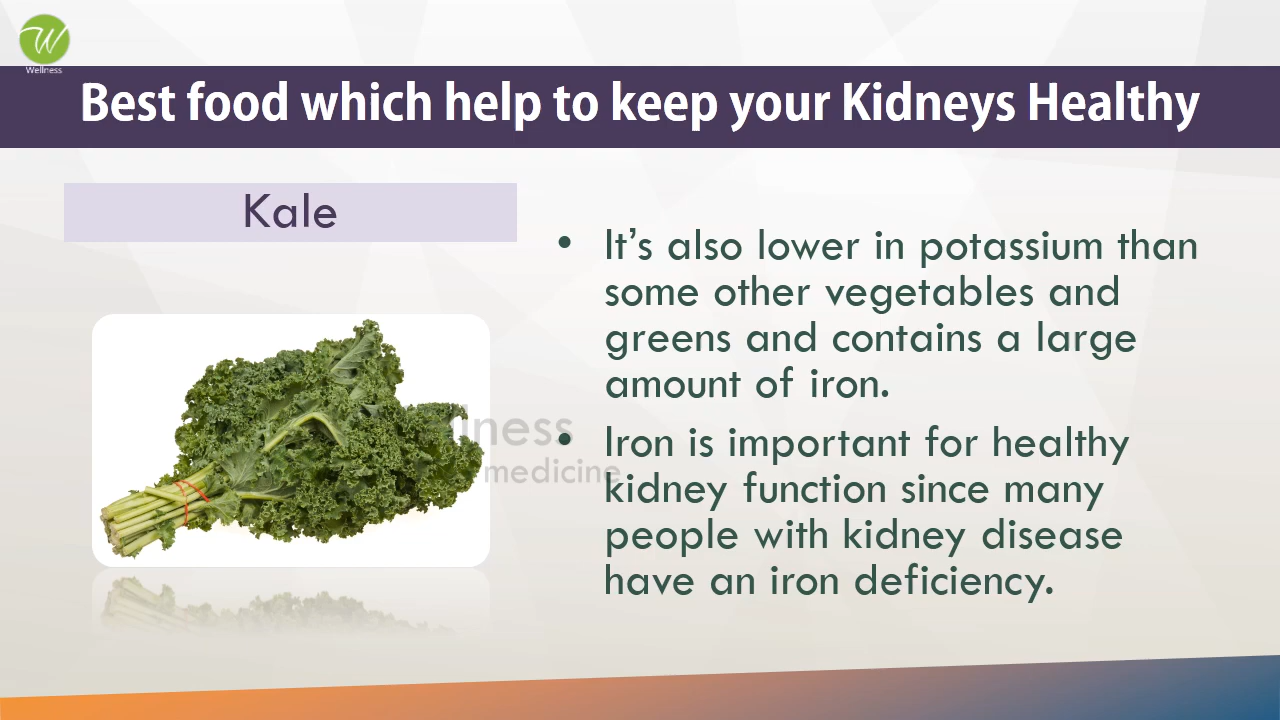 Wellness
Best food which help to keep your Kidneys Healthy
Kale
• It’s also lower in potassium than
some other vegetables and
greens and contains a large
amount of iron.
• Iron is important for healthy
kidney function since many
people with kidney disease
have an iron deficiency.
medicine